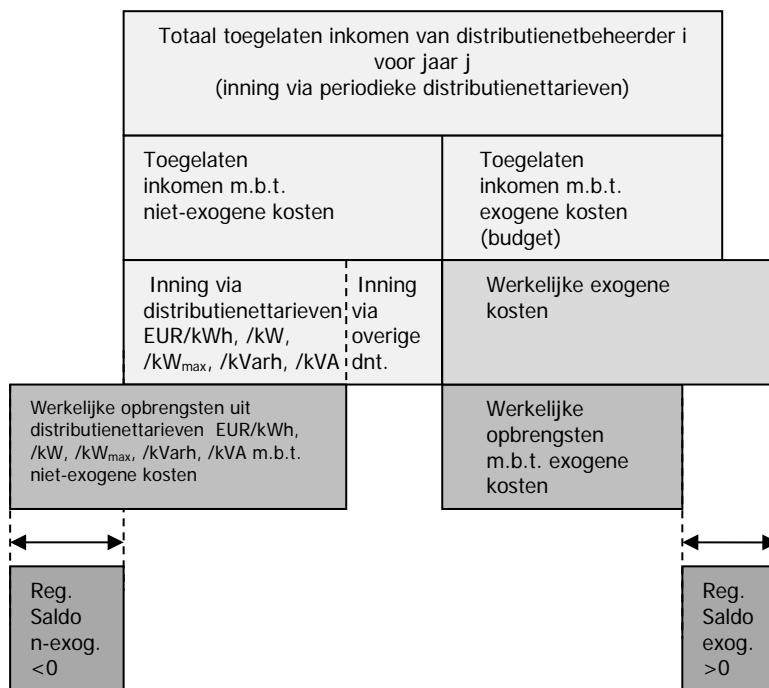 Totaal toegelaten inkomen van distributienetbeheerder i
voor jaar j
(inning via periodieke distributienettarieven)
Toegelaten
inkomen m.b.t.
niet-exogene kosten
Toegelaten
inkomen m.b.t.
exogene kosten
(budget)
Inning via
distributienettarieven
EUR/kWh, /kW,
/kWmax, /kVarh, /kVA
Inning
via
overige
dnt.
Werkelijke exogene
kosten
Werkelijke opbrengsten uit
distributienettarieven EUR/kWh,
/kW, /kWmax, /kVarh, /kVA m.b.t.
niet-exogene kosten
Werkelijke
opbrengsten
m.b.t. exogene
kosten
Reg.
Saldo
n-exog.
<0
Reg.
Saldo
exog.
>0